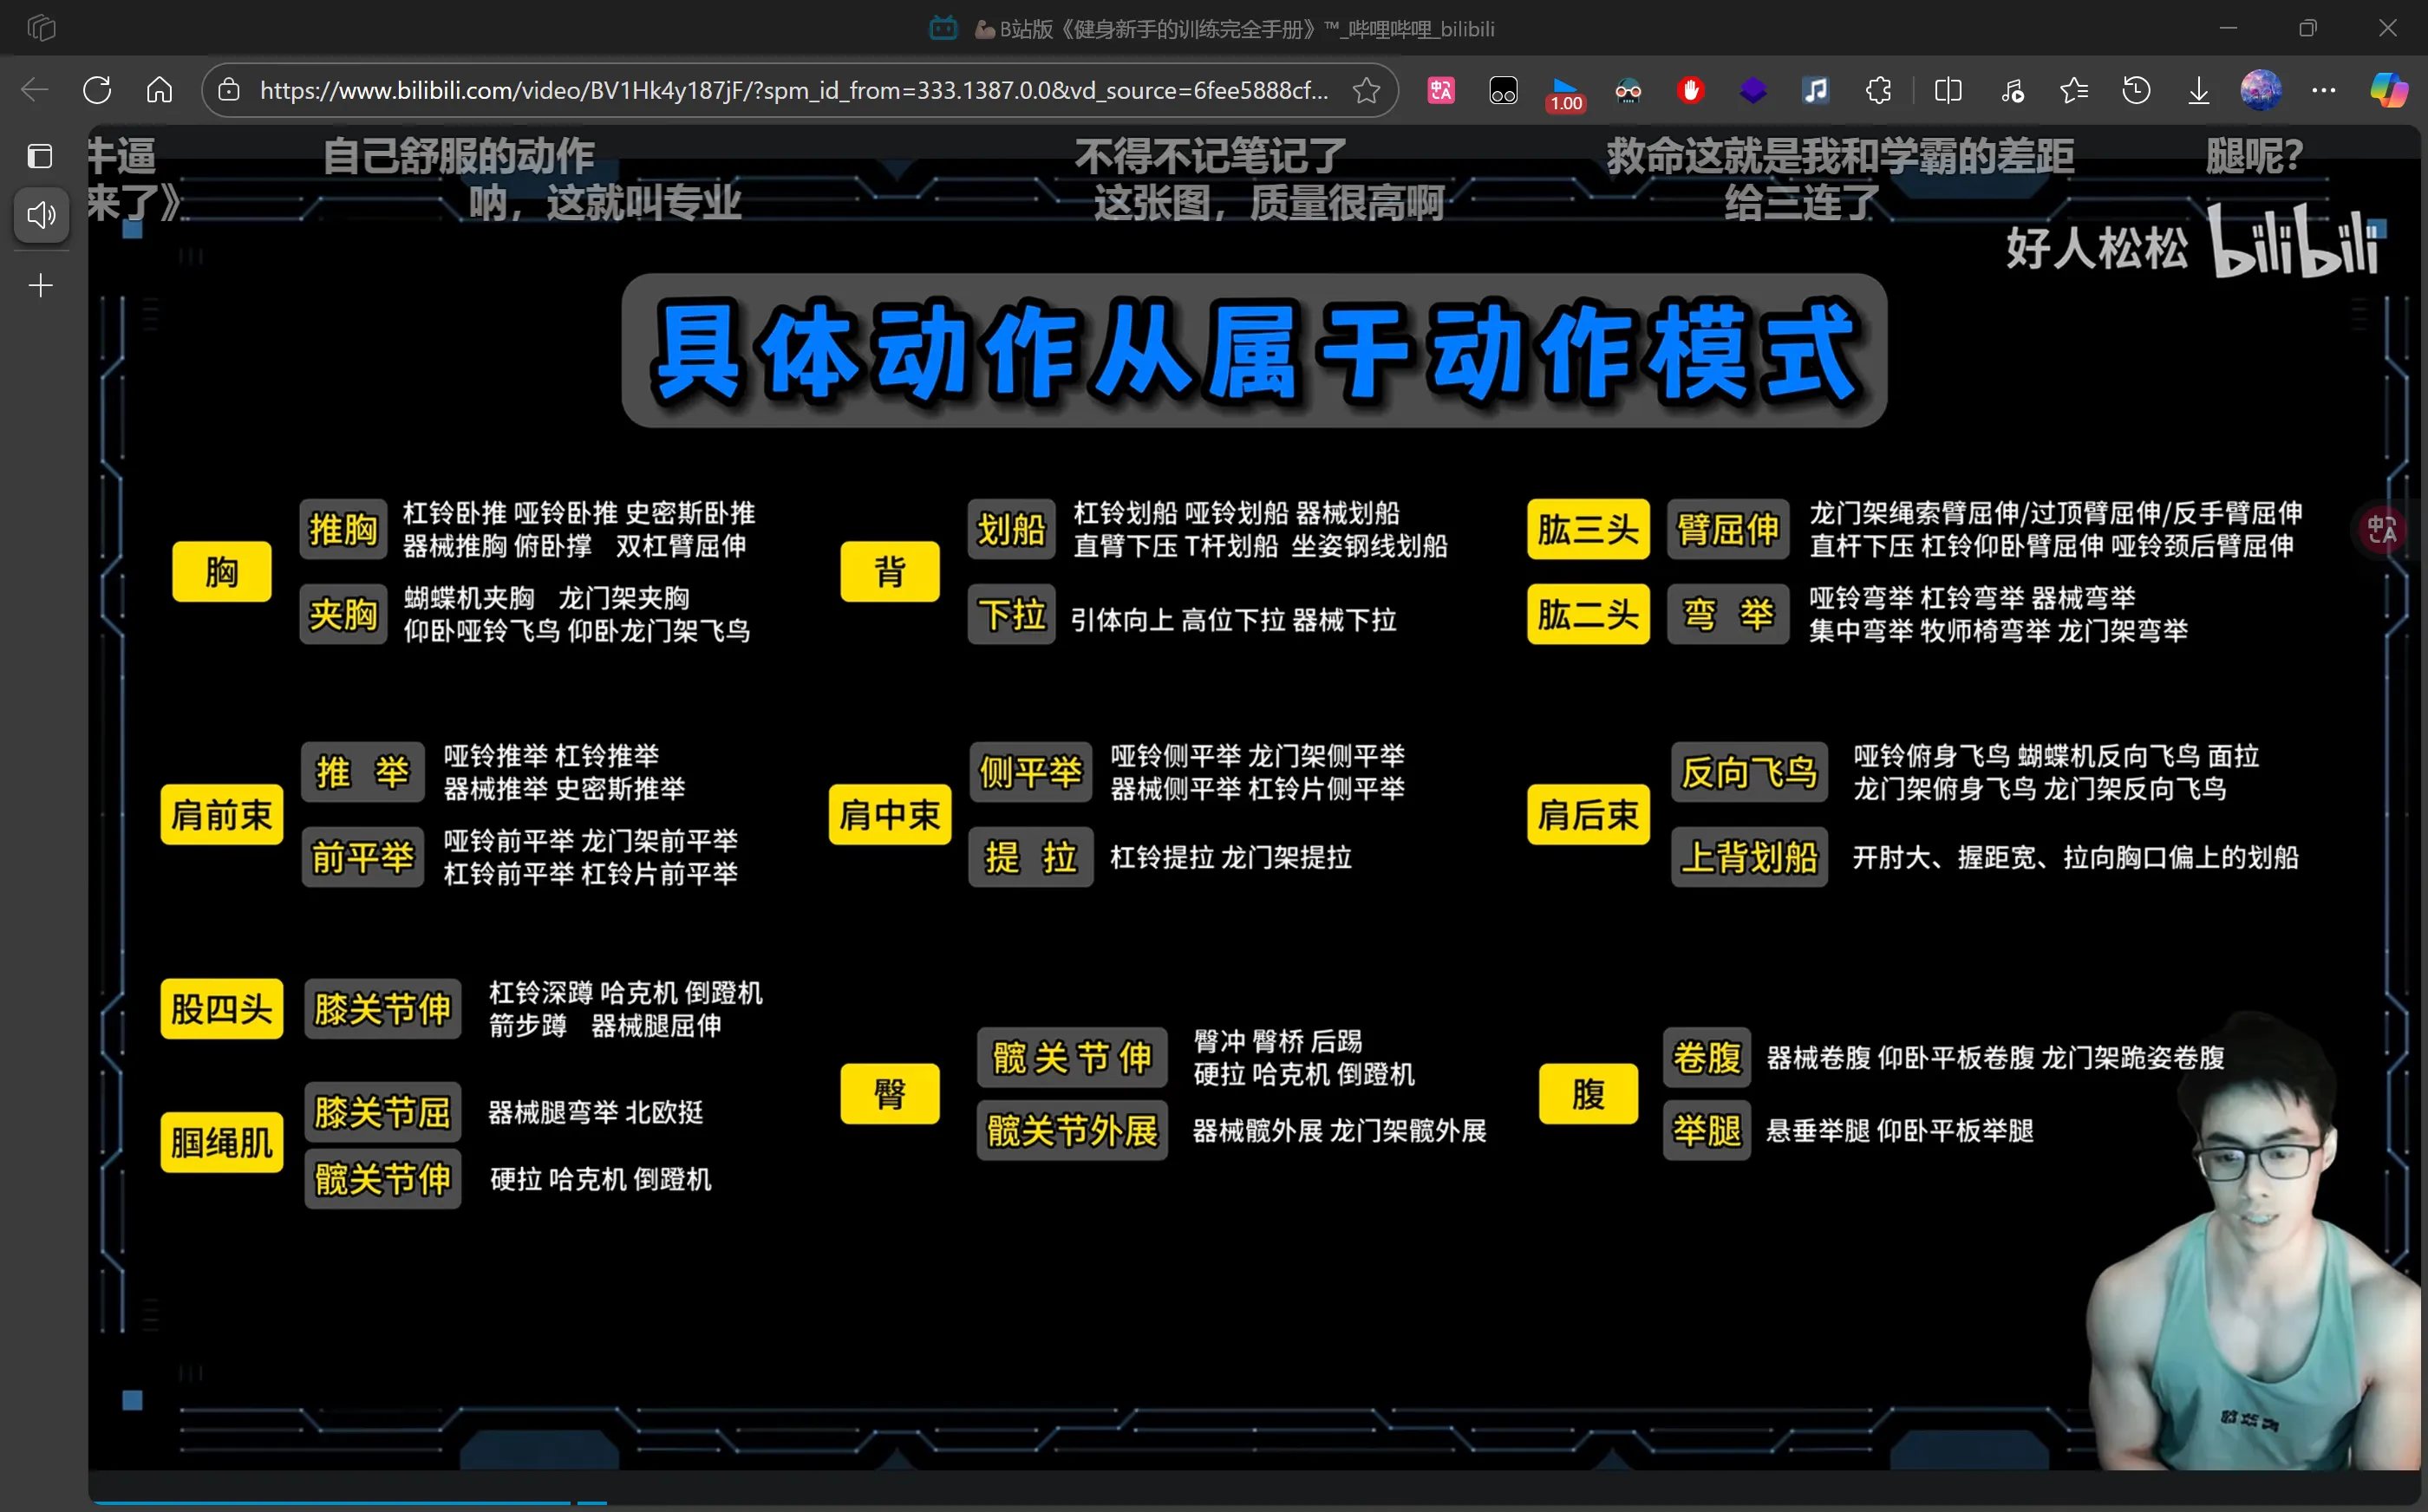 B站版《健身新手的训练完全手册》™_哔哩哔哩_bilibili
https://www.bilibili.com/video/BV1Hk4y187jF/?spm_id_from=333.1387.0.0&vd_source=6fee5888cf...
1.00
牛逼 自己舒服的动作 不得不记笔记了 救命这就是我和学霸的差距 腿呢?
来了》 呐，这就叫专业 这张图，质量很高啊 给三连了
好人松松 bilibili
具体动作从属于动作模式
胸
推胸
杠铃卧推 哑铃卧推 史密斯卧推
器械推胸 俯卧撑 双杠臂屈伸
夹胸
蝴蝶机夹胸 龙门架夹胸
仰卧哑铃飞鸟 仰卧龙门架飞鸟
背
划船
杠铃划船 哑铃划船 器械划船
直臂下压 T杆划船 坐姿钢线划船
下拉
引体向上 高位下拉 器械下拉
肱三头
臂屈伸
龙门架绳索臂屈伸/过顶臂屈伸/反手臂屈伸
直杆下压 杠铃仰卧臂屈伸 哑铃颈后臂屈伸
肱二头
弯 举
哑铃弯举 杠铃弯举 器械弯举
集中弯举 牧师椅弯举 龙门架弯举
肩前束
推 举
哑铃推举 杠铃推举
器械推举 史密斯推举
前平举
哑铃前平举 龙门架前平举
杠铃前平举 杠铃片前平举
肩中束
侧平举
哑铃侧平举 龙门架侧平举
器械侧平举 杠铃片侧平举
提 拉
杠铃提拉 龙门架提拉
肩后束
反向飞鸟
哑铃俯身飞鸟 蝴蝶机反向飞鸟 面拉
龙门架俯身飞鸟 龙门架反向飞鸟
上背划船
开肘大、握距宽、拉向胸口偏上的划船
股四头
膝关节伸
杠铃深蹲 哈克机 倒蹬机
箭步蹲 器械腿屈伸
腘绳肌
膝关节屈
器械腿弯举 北欧挺
髋关节伸
硬拉 哈克机 倒蹬机
臀
髋关节伸
臀冲 臀桥 后踢
硬拉 哈克机 倒蹬机
髋关节外展
器械髋外展 龙门架髋外展
腹
卷腹
器械卷腹 仰卧平板卷腹 龙门架跪姿卷腹
举腿
悬垂举腿 仰卧平板举腿